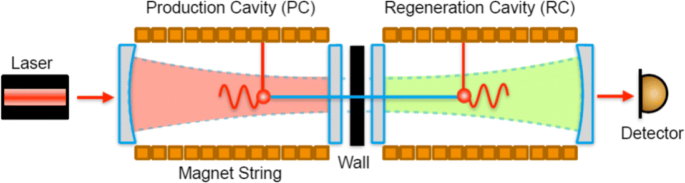 Production Cavity (PC)
Regeneration Cavity (RC)
Laser
Detector
Wall
Magnet String